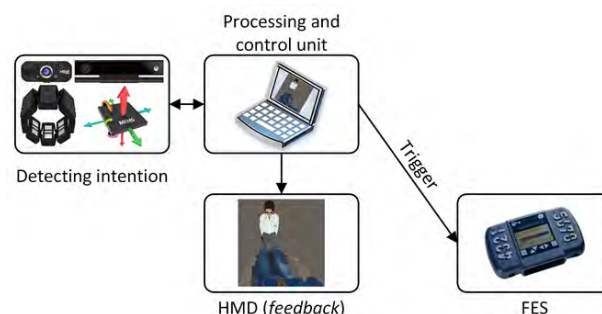 Processing and
control unit
Detecting intention
Trigger
HMD (feedback)
FES